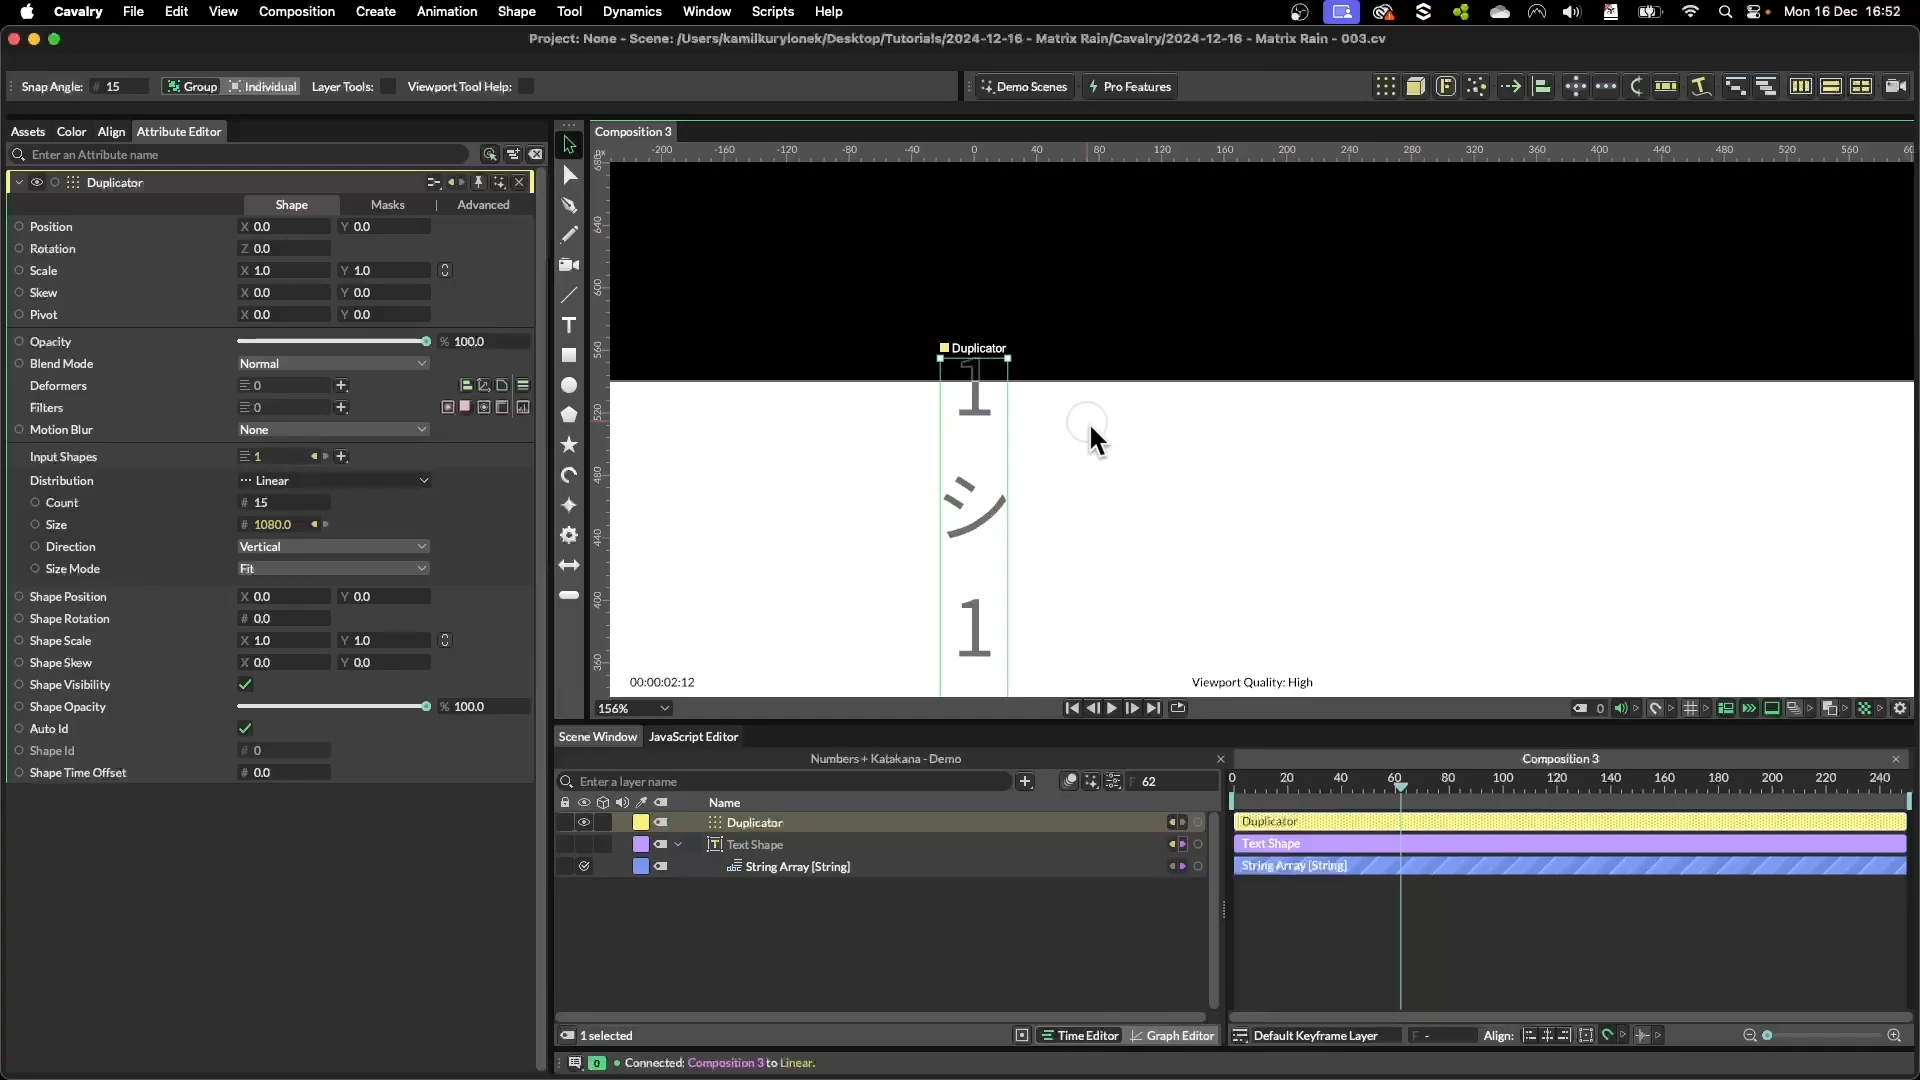 Cavalry File Edit View Composition Create Animation Shape Tool Dynamics Window Scripts Help Mon 16 Dec 16:52
Project: None - Scene: /Users/kamilkurylonek/Desktop/Tutorials/2024-12-16 - Matrix Rain/Cavalry/2024-12-16 - Matrix Rain - 003.cv
Snap Angle: # 15 Group Individual Layer Tools: Viewport Tool Help: Demo Scenes Pro Features
Assets Color Align Attribute Editor
Enter an Attribute name
Duplicator
Shape Masks | Advanced
Position X 0.0 Y 0.0
Rotation Z 0.0
Scale X 1.0 Y 1.0
Skew X 0.0 Y 0.0
Pivot X 0.0 Y 0.0
Opacity % 100.0
Blend Mode Normal
Deformers 0
Filters 0
Motion Blur None
Input Shapes 1
Distribution Linear
Count # 15
Size # 1080.0
Direction Vertical
Size Mode Fit
Shape Position X 0.0 Y 0.0
Shape Rotation # 0.0
Shape Scale X 1.0 Y 1.0
Shape Skew X 0.0 Y 0.0
Shape Visibility
Shape Opacity % 100.0
Auto Id
Shape Id # 0
Shape Time Offset # 0.0
Composition 3
-200 -160 -120 -80 -40 0 40 80 120 160 200 240 280 320 360 400 440 480 520 560
640
600
560
520
480
440
400
360
Duplicator
1
シ
1
00:00:02:12 Viewport Quality: High
156% 0
Scene Window JavaScript Editor
Numbers + Katakana - Demo
Enter a layer name F 62
Name
Duplicator
Text Shape
String Array [String]
1 selected Time Editor Graph Editor
Composition 3
0 20 40 60 80 100 120 140 160 180 200 220 240
Duplicator
Text Shape
String Array [String]
Default Keyframe Layer F - Align:
0 Connected: Composition 3 to Linear.